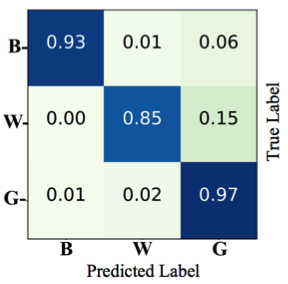 B- 0.93 0.01 0.06
W- 0.00 0.85 0.15
G- 0.01 0.02 0.97
B W G
Predicted Label
True Label